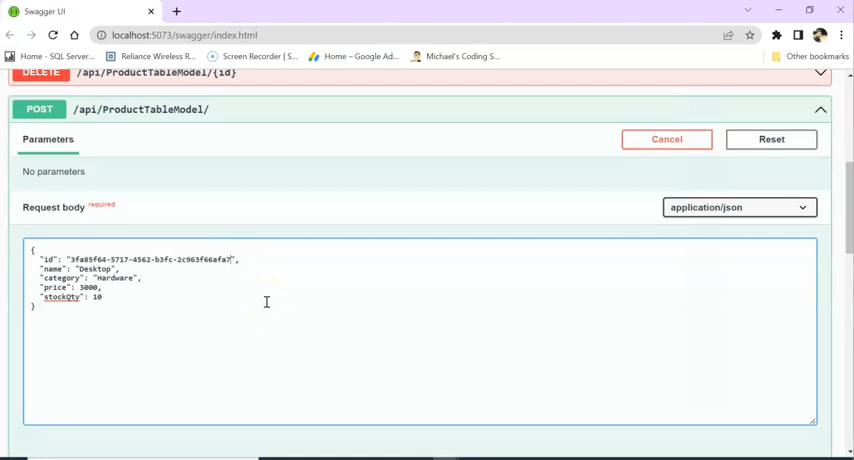 Swagger UI
localhost:5073/swagger/index.html
Home - SQL Server...
Reliance Wireless R...
Screen Recorder | S...
Home – Google Ad...
Michael's Coding S...
Other bookmarks
DELETE /api/ProductTableModel/{id}
POST /api/ProductTableModel/
Parameters
Cancel
Reset
No parameters
Request body required
application/json
{
"id": "3fa85f64-5717-4562-b3fc-2c963f66afa7",
"name": "Desktop",
"category": "Hardware",
"price": 3000,
"stockQty": 10
}